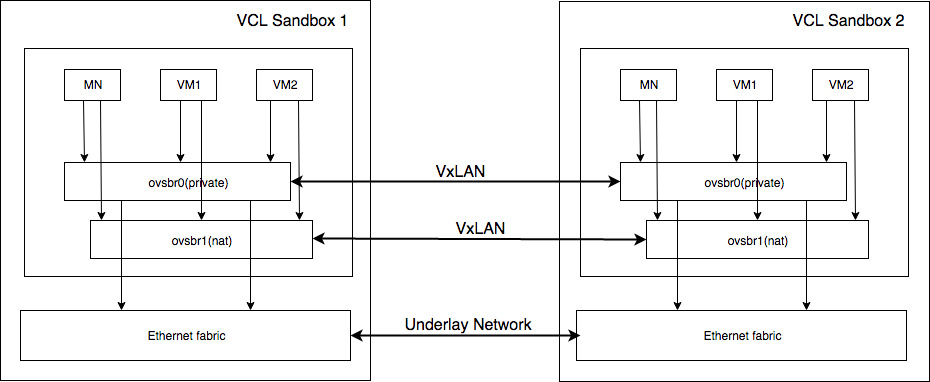 VCL Sandbox 1
VCL Sandbox 2
MN
VM1
VM2
MN
VM1
VM2
VxLAN
ovsbr0(private)
ovsbr0(private)
VxLAN
ovsbr1(nat)
ovsbr1(nat)
Underlay Network
Ethernet fabric
Ethernet fabric